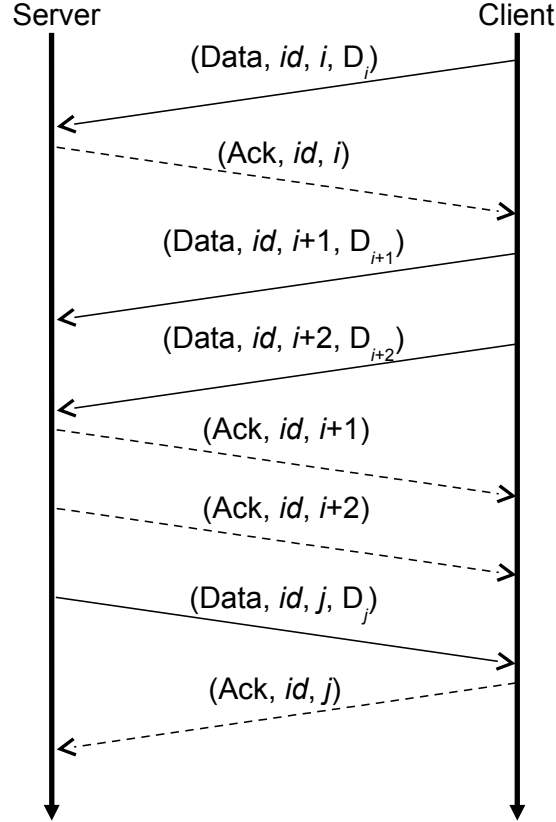 Server Client
(Data, id, i, Dᵢ)
(Ack, id, i)
(Data, id, i+1, Dᵢ₊₁)
(Data, id, i+2, Dᵢ₊₂)
(Ack, id, i+1)
(Ack, id, i+2)
(Data, id, j, Dⱼ)
(Ack, id, j)